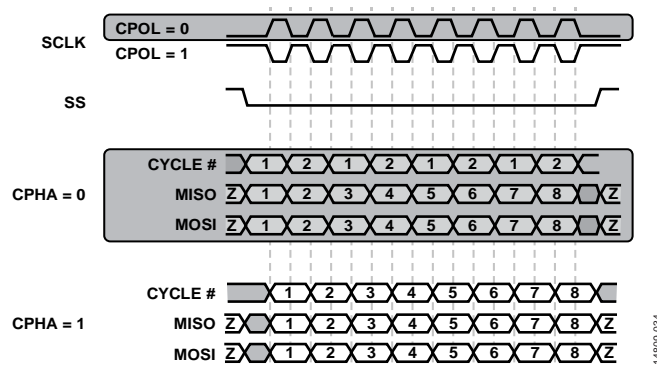 SCLK
CPOL = 0
CPOL = 1
SS
CPHA = 0
CYCLE # 1 2 1 2 1 2 1 2
MISO Z 1 2 3 4 5 6 7 8 Z
MOSI Z 1 2 3 4 5 6 7 8 Z
CPHA = 1
CYCLE # 1 2 3 4 5 6 7 8
MISO Z 1 2 3 4 5 6 7 8 Z
MOSI Z 1 2 3 4 5 6 7 8 Z